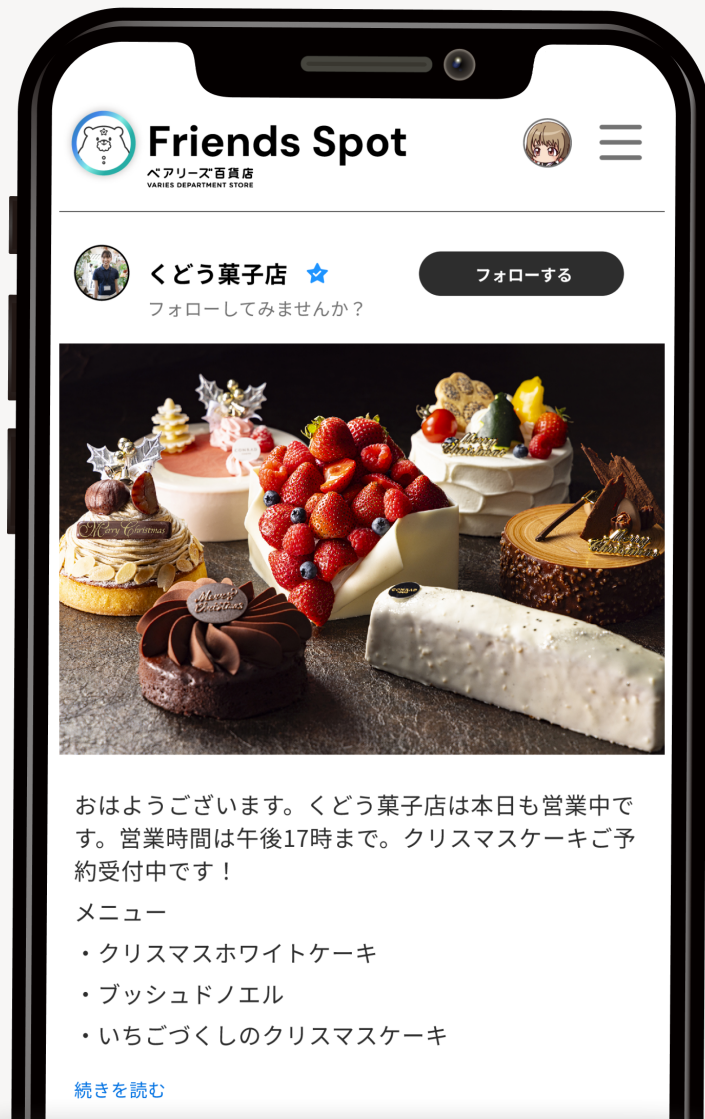 Friends Spot
ベアリーズ百貨店
VARIES DEPARTMENT STORE
くどう菓子店
フォローする
フォローしてみませんか？
Merry Christmas
Merry Christmas
おはようございます。くどう菓子店は本日も営業中で
す。営業時間は午後17時まで。クリスマスケーキご予
約受付中です！
メニュー
・クリスマスホワイトケーキ
・ブッシュドノエル
・いちごづくしのクリスマスケーキ
続きを読む